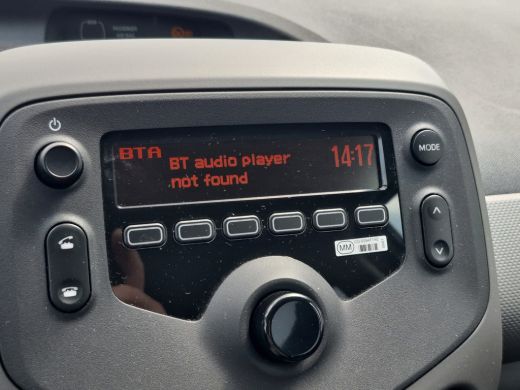 BTA
BT audio player
not found
14:17
MODE
MM